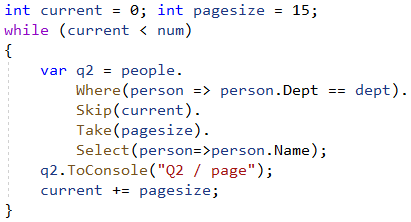 int current = 0; int pagesize = 15;
while (current < num)
{
    var q2 = people.
        Where(person => person.Dept == dept).
        Skip(current).
        Take(pagesize).
        Select(person=>person.Name);
    q2.ToConsole("Q2 / page");
    current += pagesize;
}